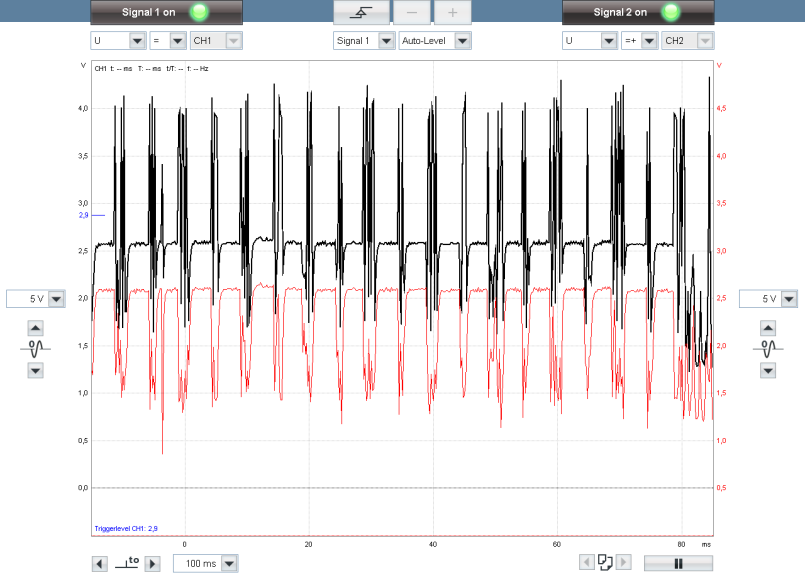 Signal 1 on
− +
Signal 2 on
U = CH1
Signal 1 Auto-Level
U =+ CH2
V CH1 t: -- ms T: -- ms t/T: -- f: -- Hz V
4,0 4,5
3,5 4,0
3,0 3,5
2,9
2,5 3,0
2,0 2,5
5 V 5 V
1,5 2,0
1,0 1,5
0,5 1,0
0,0 0,5
Triggerlevel CH1: 2,9
0 20 40 60 80 ms
to 100 ms